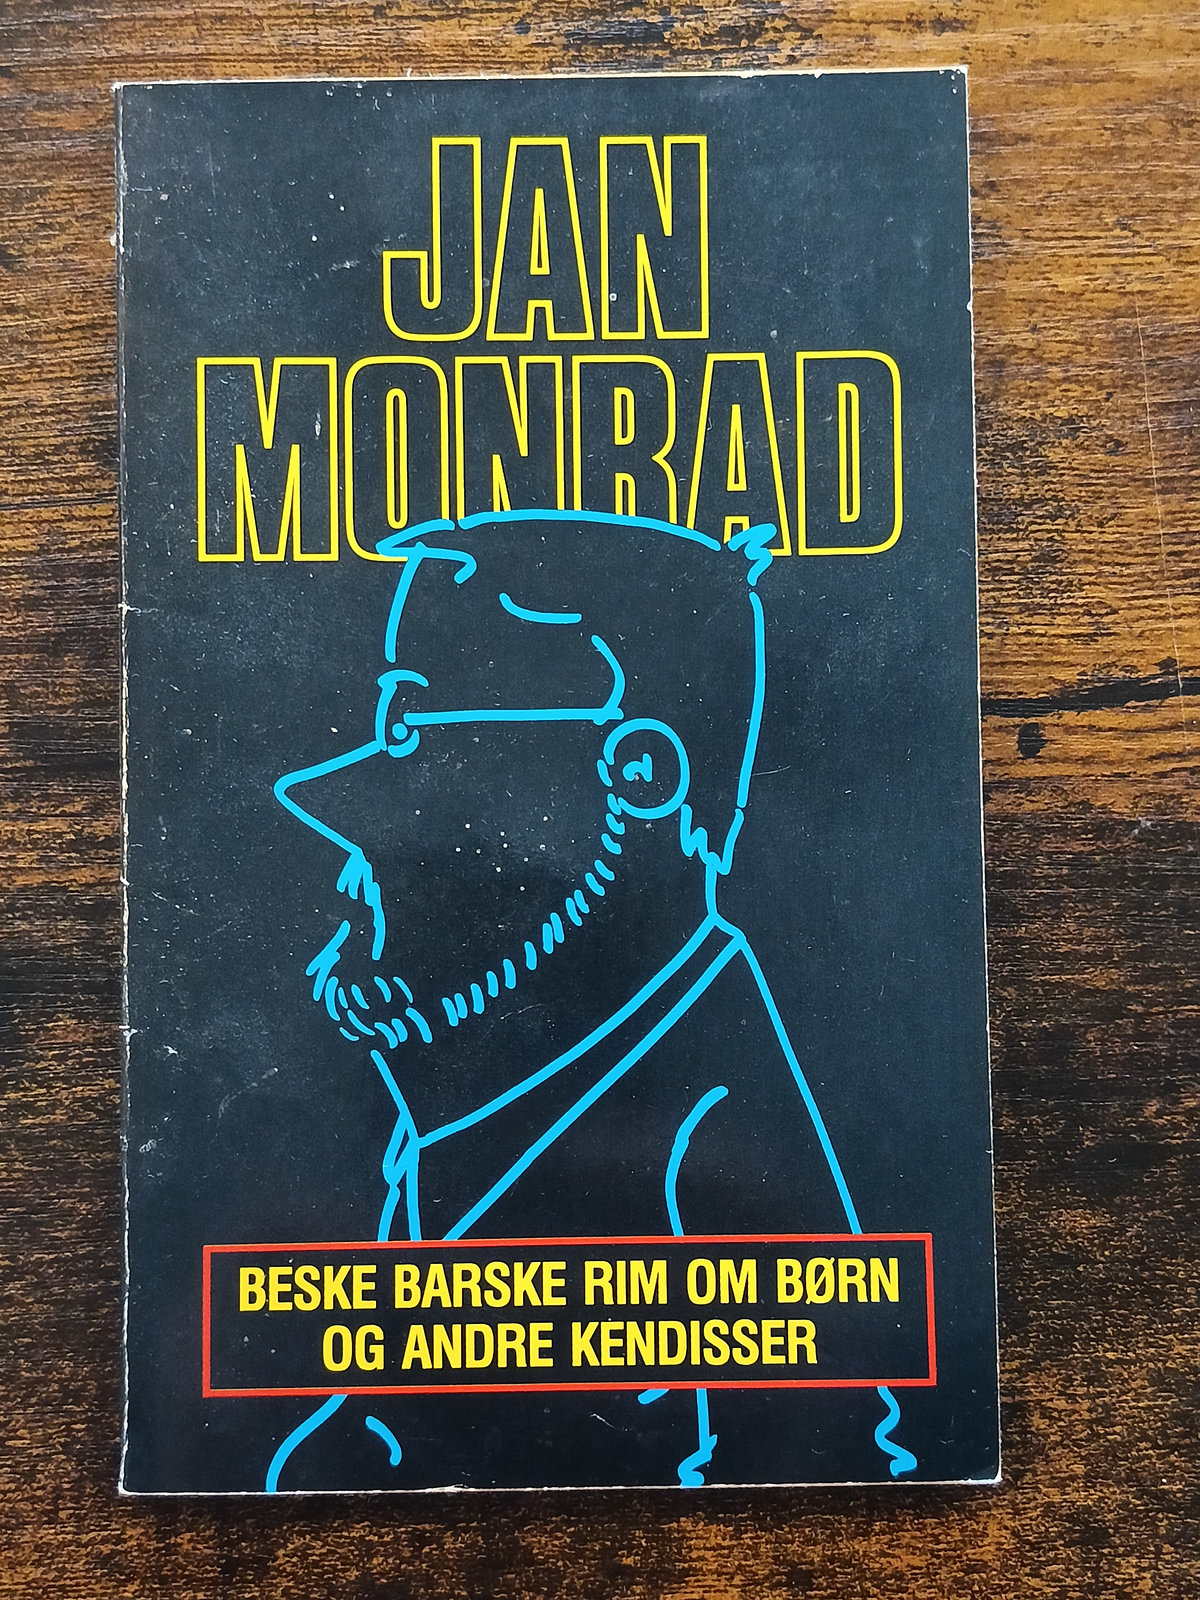 JAN
MONRAD
BESKE BARSKE RIM OM BØRN
OG ANDRE KENDISSER